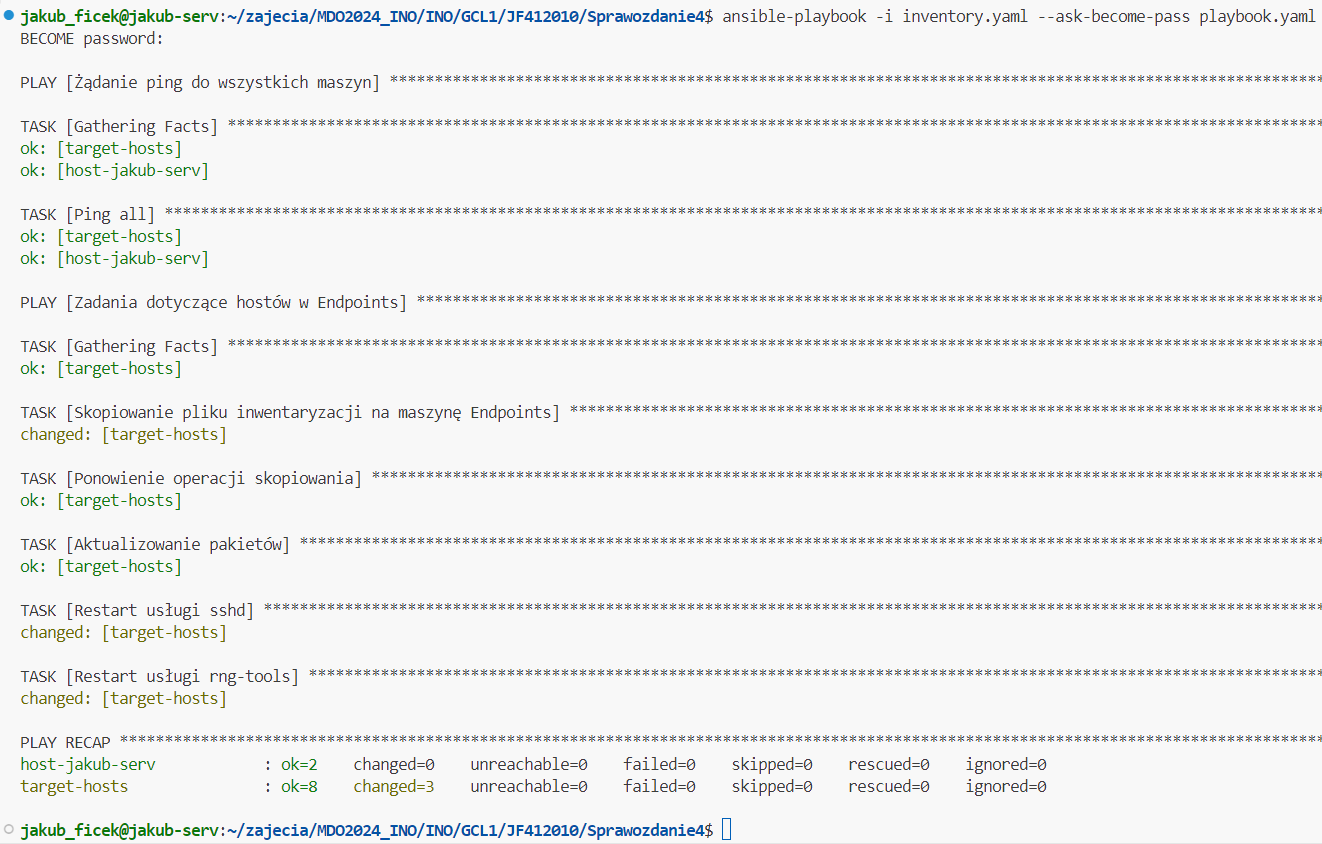 jakub_ficek@jakub-serv:~/zajecia/MDO2024_INO/INO/GCL1/JF412010/Sprawozdanie4$ ansible-playbook -i inventory.yaml --ask-become-pass playbook.yaml
BECOME password:
PLAY [Żądanie ping do wszystkich maszyn] ****************************************************************************************************
TASK [Gathering Facts] **********************************************************************************************************************
ok: [target-hosts]
ok: [host-jakub-serv]
TASK [Ping all] *****************************************************************************************************************************
ok: [target-hosts]
ok: [host-jakub-serv]
PLAY [Zadania dotyczące hostów w Endpoints] *************************************************************************************************
TASK [Gathering Facts] **********************************************************************************************************************
ok: [target-hosts]
TASK [Skopiowanie pliku inwentaryzacji na maszynę Endpoints] ********************************************************************************
changed: [target-hosts]
TASK [Ponowienie operacji skopiowania] ******************************************************************************************************
ok: [target-hosts]
TASK [Aktualizowanie pakietów] **************************************************************************************************************
ok: [target-hosts]
TASK [Restart usługi sshd] ******************************************************************************************************************
changed: [target-hosts]
TASK [Restart usługi rng-tools] *************************************************************************************************************
changed: [target-hosts]
PLAY RECAP **********************************************************************************************************************************
host-jakub-serv            : ok=2    changed=0    unreachable=0    failed=0    skipped=0    rescued=0    ignored=0
target-hosts               : ok=8    changed=3    unreachable=0    failed=0    skipped=0    rescued=0    ignored=0
jakub_ficek@jakub-serv:~/zajecia/MDO2024_INO/INO/GCL1/JF412010/Sprawozdanie4$